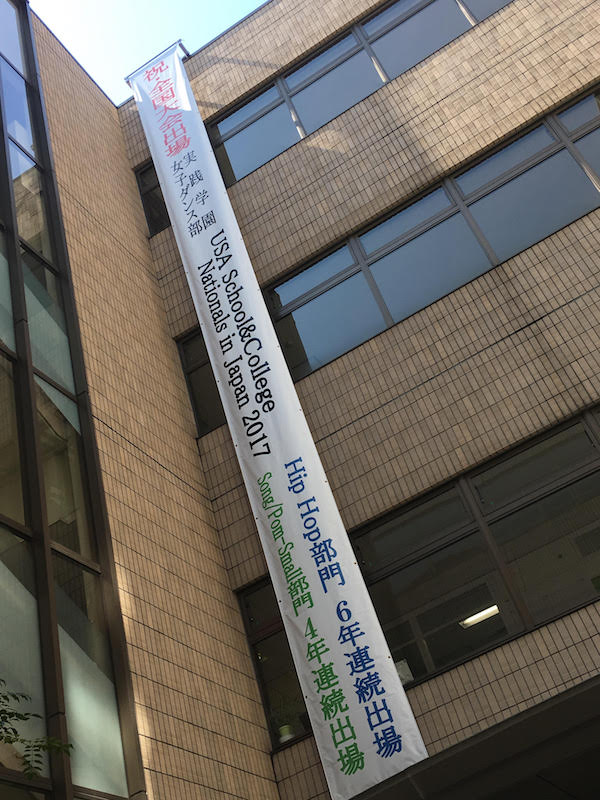 祝・全国大会出場
実践学園
女子ダンス部
USA School&College
Nationals in Japan 2017
Hip Hop部門 6年連続出場
Song/Pom-Small部門 4年連続出場